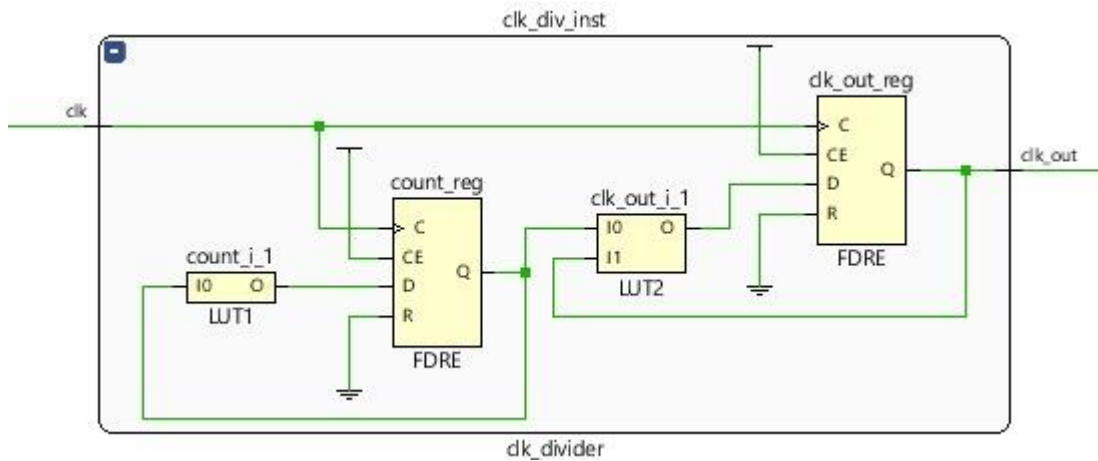 clk_div_inst
clk
clk_out_reg
C
CE
D
R
Q
FDRE
clk_out
count_reg
C
CE
D
R
Q
FDRE
clk_out_i_1
I0
I1
O
LUT2
count_i_1
I0 O
LUT1
clk_divider